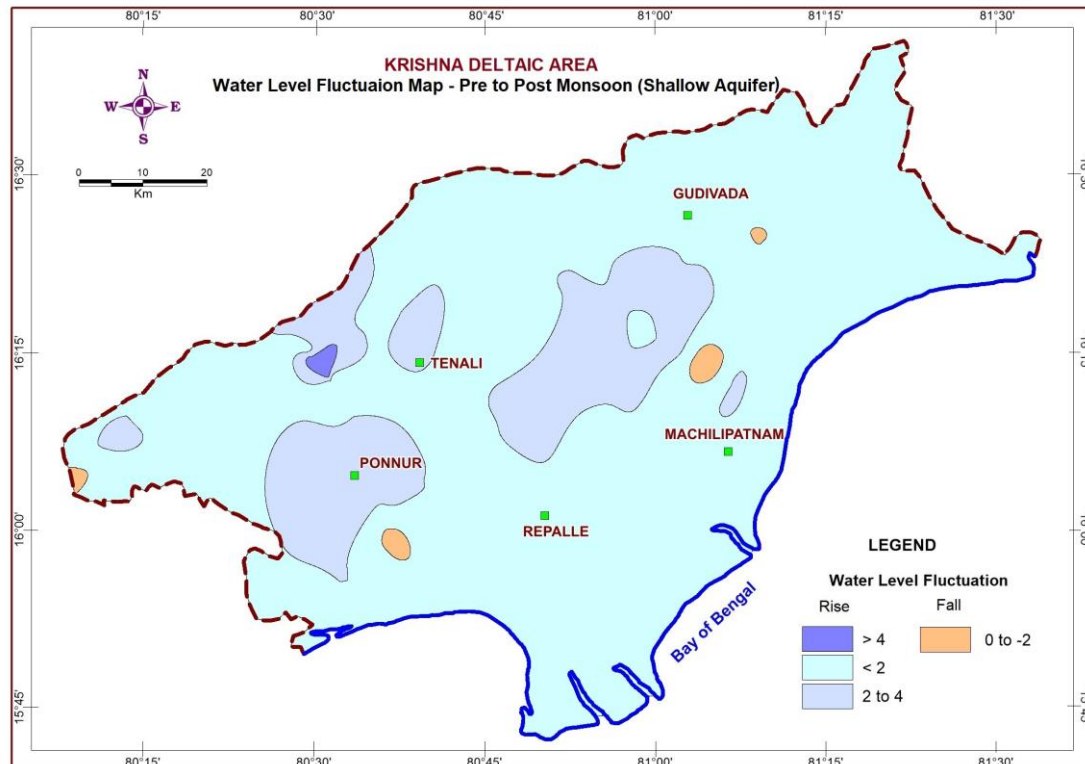 80°15' 80°30' 80°45' 81°00' 81°15' 81°30'
KRISHNA DELTAIC AREA
Water Level Fluctuaion Map - Pre to Post Monsoon (Shallow Aquifer)
N
W E
S
0 10 20
Km
16°30'
GUDIVADA
16°15'
TENALI
MACHILIPATNAM
PONNUR
16°00'
REPALLE
Bay of Bengal
15°45'
LEGEND
Water Level Fluctuation
Rise Fall
> 4 0 to -2
< 2
2 to 4
80°15' 80°30' 80°45' 81°00' 81°15' 81°30'